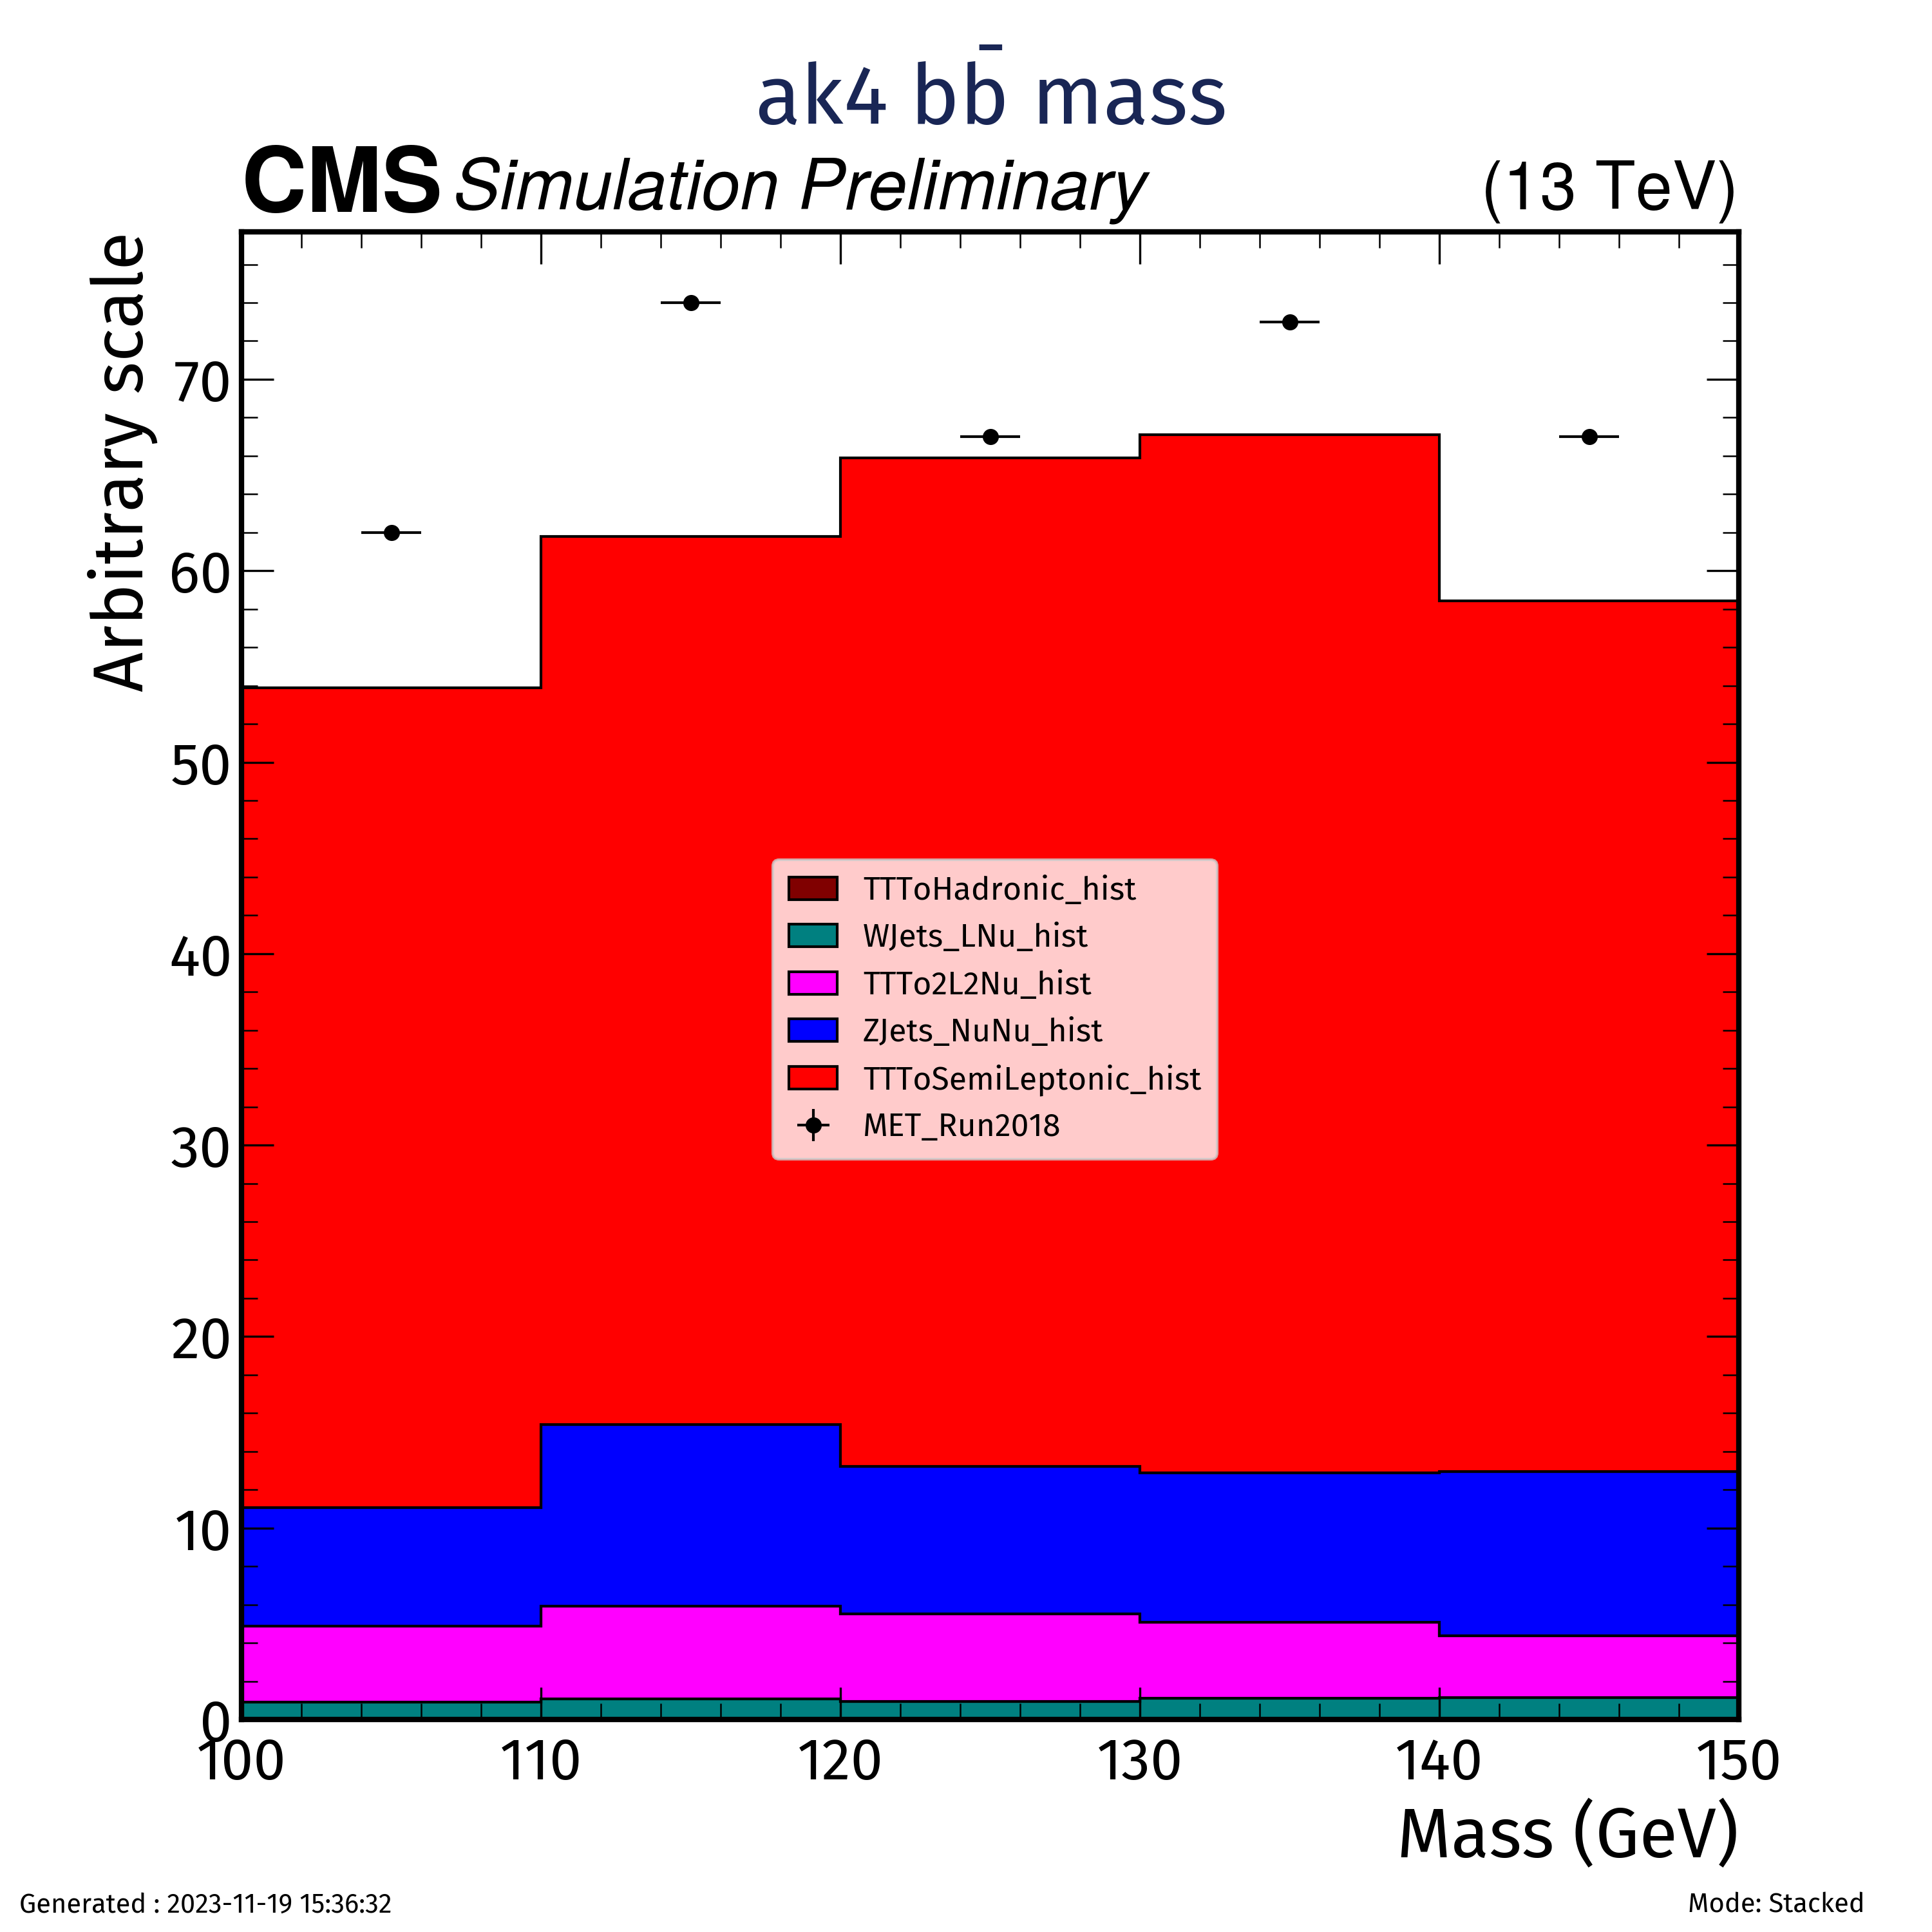 ak4 bb̄ mass
CMS Simulation Preliminary (13 TeV)
Arbitrary scale
70
60
50
40
30
20
10
0
TTToHadronic_hist
WJets_LNu_hist
TTTo2L2Nu_hist
ZJets_NuNu_hist
TTToSemiLeptonic_hist
MET_Run2018
100 110 120 130 140 150
Mass (GeV)
Generated : 2023-11-19 15:36:32
Mode: Stacked